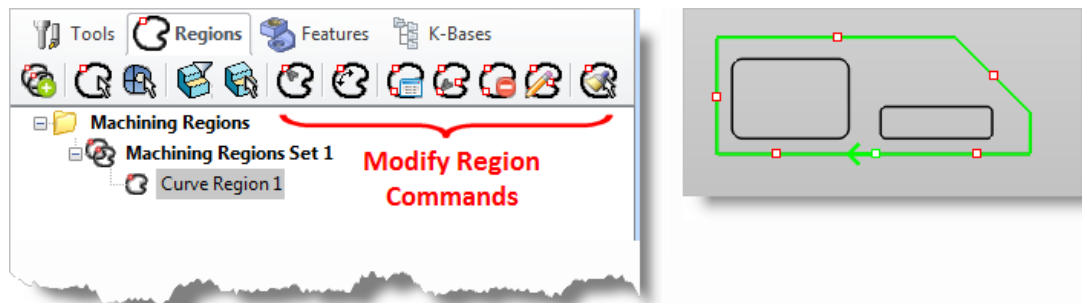 Tools Regions Features K-Bases
Machining Regions
Machining Regions Set 1
Curve Region 1
Modify Region
Commands